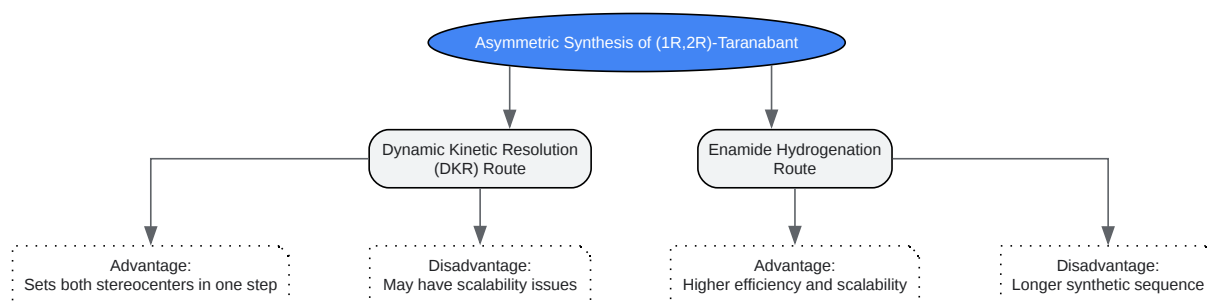 Asymmetric Synthesis of (1R,2R)-Taranabant
Dynamic Kinetic Resolution
(DKR) Route
Enamide Hydrogenation
Route
Advantage:
Sets both stereocenters in one step
Disadvantage:
May have scalability issues
Advantage:
Higher efficiency and scalability
Disadvantage:
Longer synthetic sequence